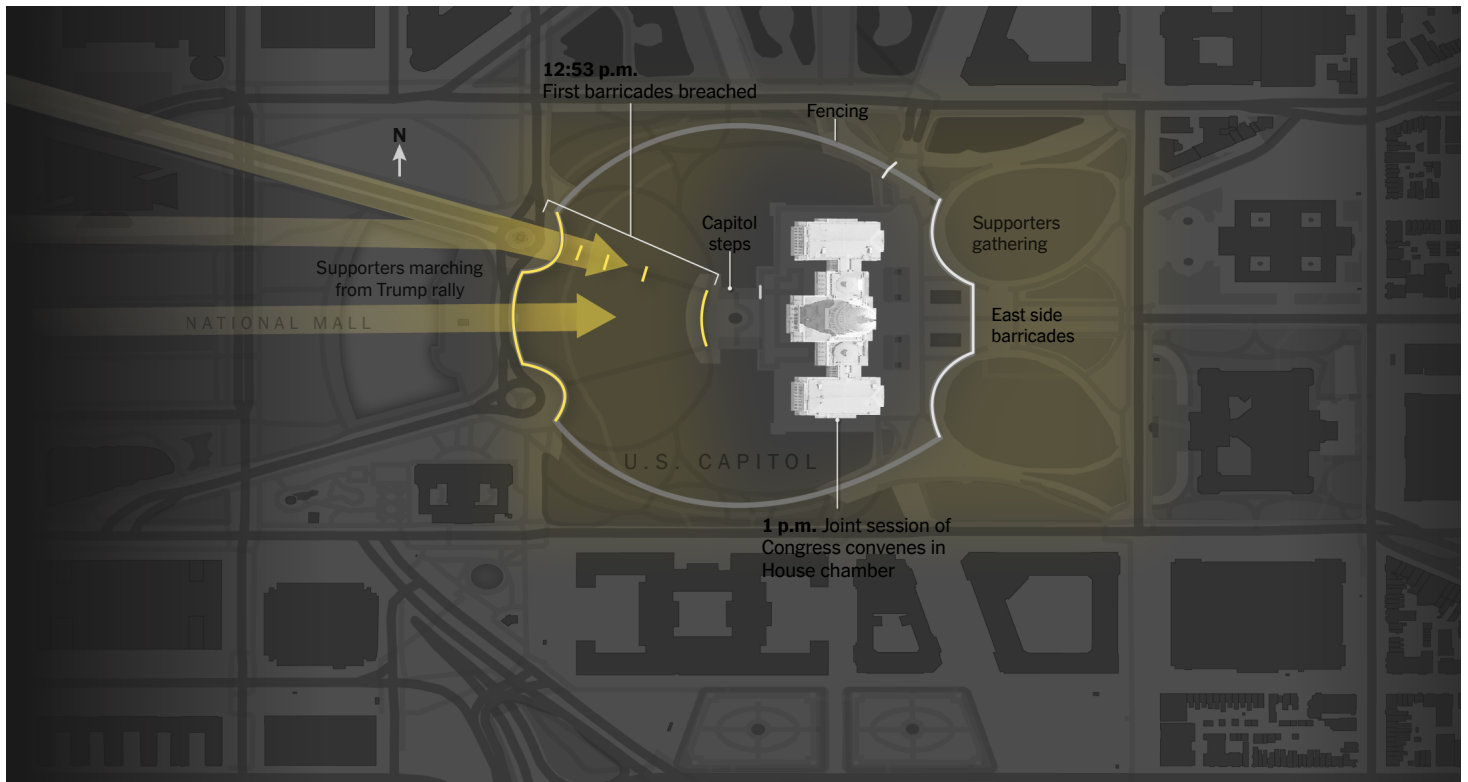 12:53 p.m.
First barricades breached
Fencing
N
Capitol
steps
Supporters
gathering
Supporters marching
from Trump rally
NATIONAL MALL
East side
barricades
U.S. CAPITOL
1 p.m. Joint session of
Congress convenes in
House chamber